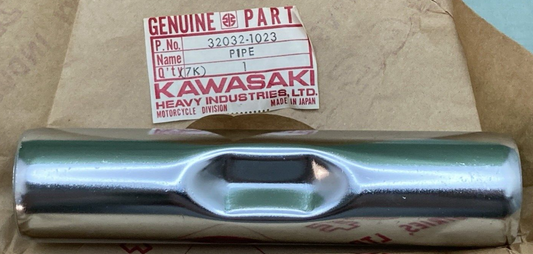 GENUINE PART
P.No. 32032-1023
Name PIPE
Q'ty(7K) 1
KAWASAKI
HEAVY INDUSTRIES, LTD.
MOTORCYCLE DIVISION MADE IN JAPAN